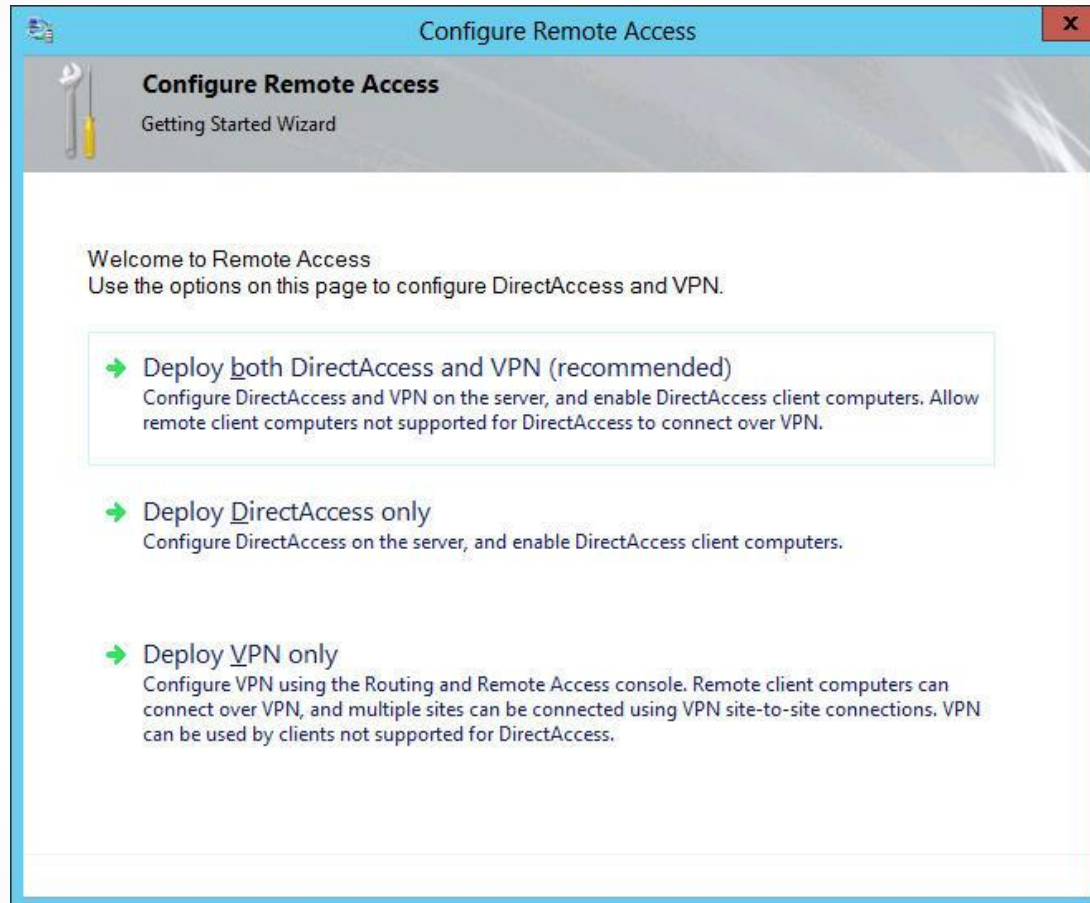 Configure Remote Access
x
Configure Remote Access
Getting Started Wizard
Welcome to Remote Access
Use the options on this page to configure DirectAccess and VPN.
Deploy both DirectAccess and VPN (recommended)
Configure DirectAccess and VPN on the server, and enable DirectAccess client computers. Allow
remote client computers not supported for DirectAccess to connect over VPN.
Deploy DirectAccess only
Configure DirectAccess on the server, and enable DirectAccess client computers.
Deploy VPN only
Configure VPN using the Routing and Remote Access console. Remote client computers can
connect over VPN, and multiple sites can be connected using VPN site-to-site connections. VPN
can be used by clients not supported for DirectAccess.